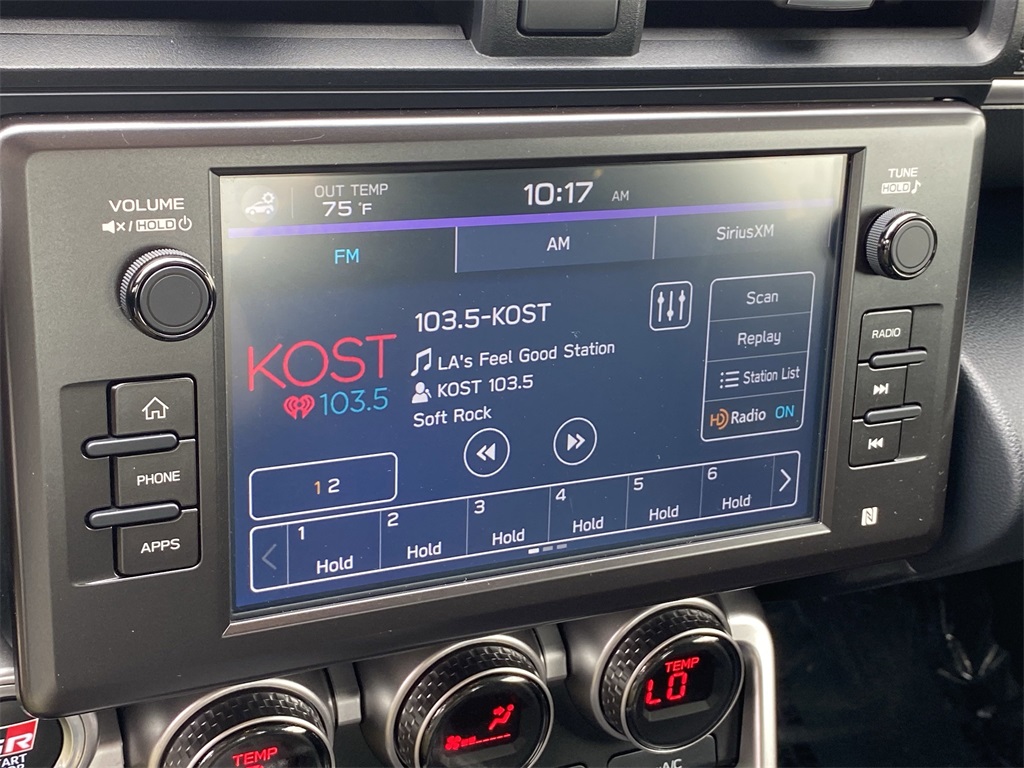 VOLUME
/ HOLD
OUT TEMP
75 °F
10:17 AM
TUNE
HOLD
FM
AM
SiriusXM
KOST
103.5
103.5-KOST
LA's Feel Good Station
KOST 103.5
Soft Rock
Scan
Replay
Station List
HD Radio ON
1 2
1 Hold
2 Hold
3 Hold
4 Hold
5 Hold
6 Hold
PHONE
APPS
RADIO
N
TEMP
TEMP
LO
A/C
GR